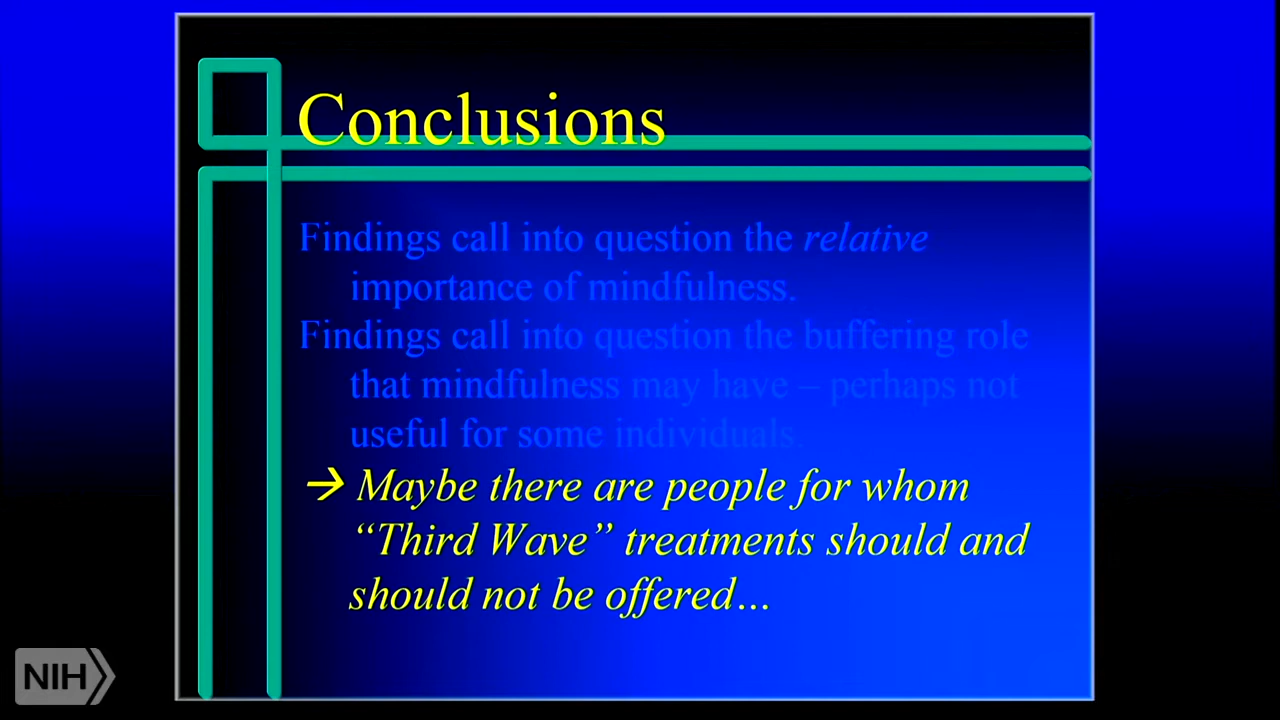 Conclusions
Findings call into question the relative
importance of mindfulness.
Findings call into question the buffering role
that mindfulness may have – perhaps not
useful for some individuals.
→ Maybe there are people for whom
“Third Wave” treatments should and
should not be offered…
NIH